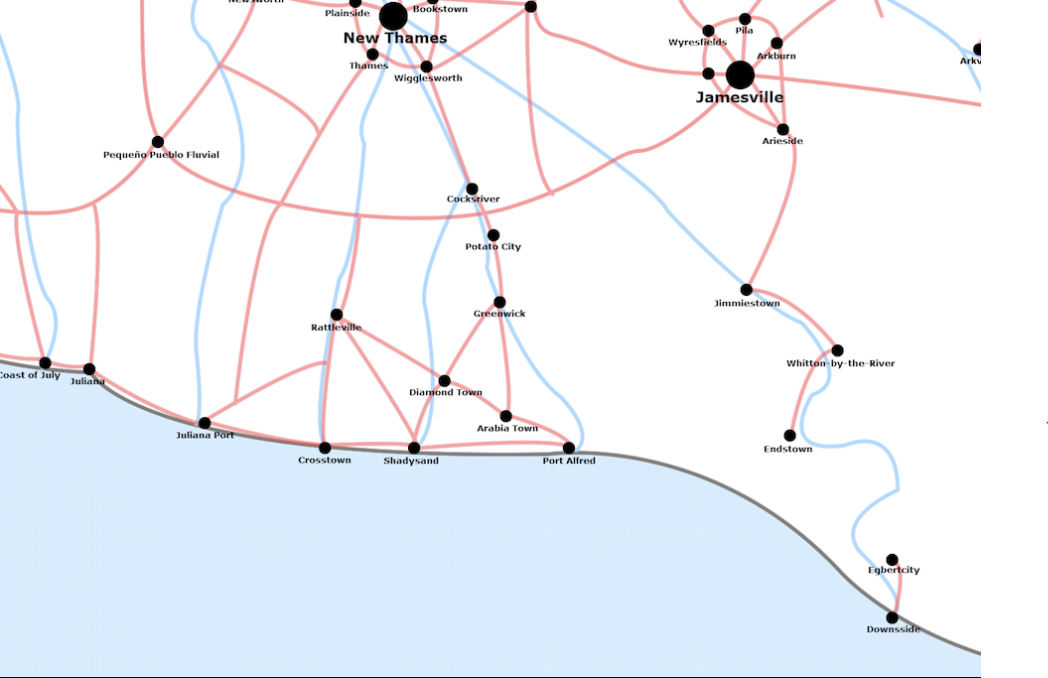 Plainside
Bookstown
New Thames
Pila
Wyresfields
Arkburn
Thames
Wigglesworth
Jamesville
Arieside
Pequeño Pueblo Fluvial
Cocksriver
Potato City
Jimmiestown
Greenwick
Rattleville
Whitton-by-the-River
Coast of July
Juliana
Diamond Town
Arabia Town
Juliana Port
Endstown
Crosstown
Shadysand
Port Alfred
Egbertcity
Downsside